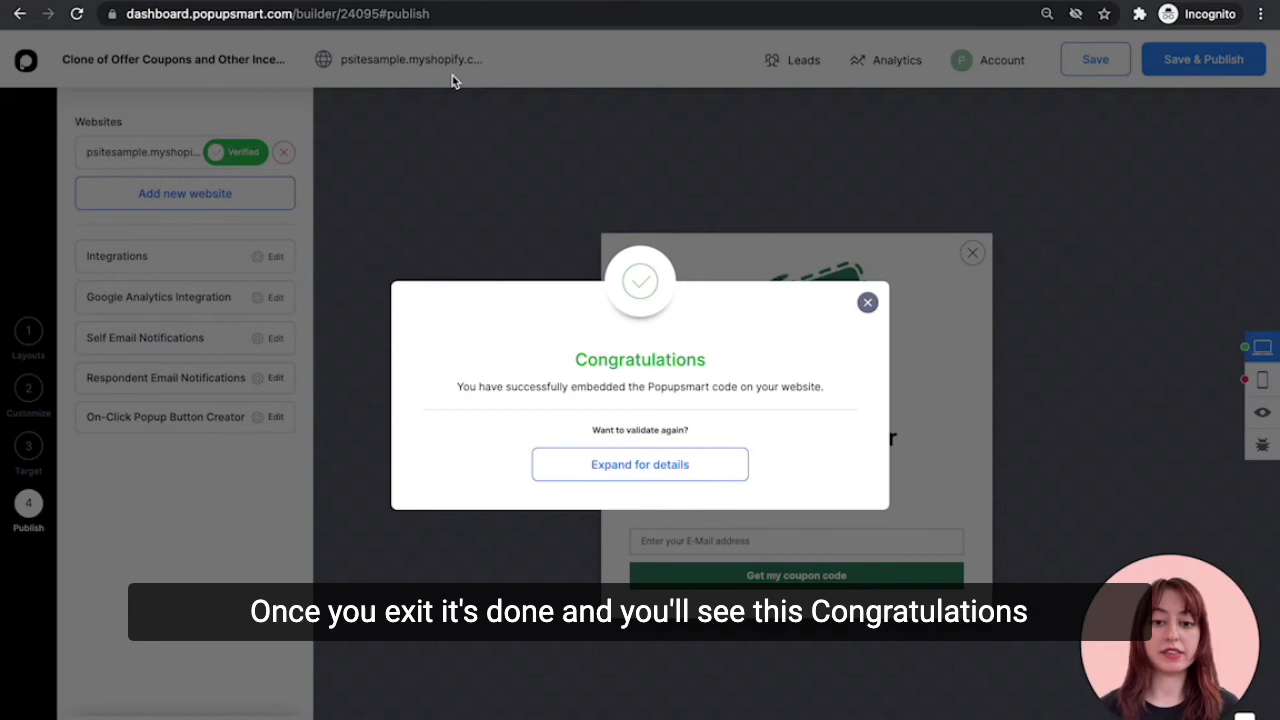 dashboard.popupsmart.com/builder/24095#publish
Incognito
Clone of Offer Coupons and Other Ince...
psitesample.myshopify.c...
Leads
Analytics
P
Account
Save
Save & Publish
Websites
psitesample.myshopi...
Verified
Add new website
Integrations
Edit
Google Analytics Integration
Edit
Self Email Notifications
Edit
Respondent Email Notifications
Edit
On-Click Popup Button Creator
Edit
1
Layouts
2
Customize
3
Target
4
Publish
Congratulations
You have successfully embedded the Popupsmart code on your website.
Want to validate again?
Expand for details
r
Enter your E-Mail address
Get my coupon code
Once you exit it's done and you'll see this Congratulations